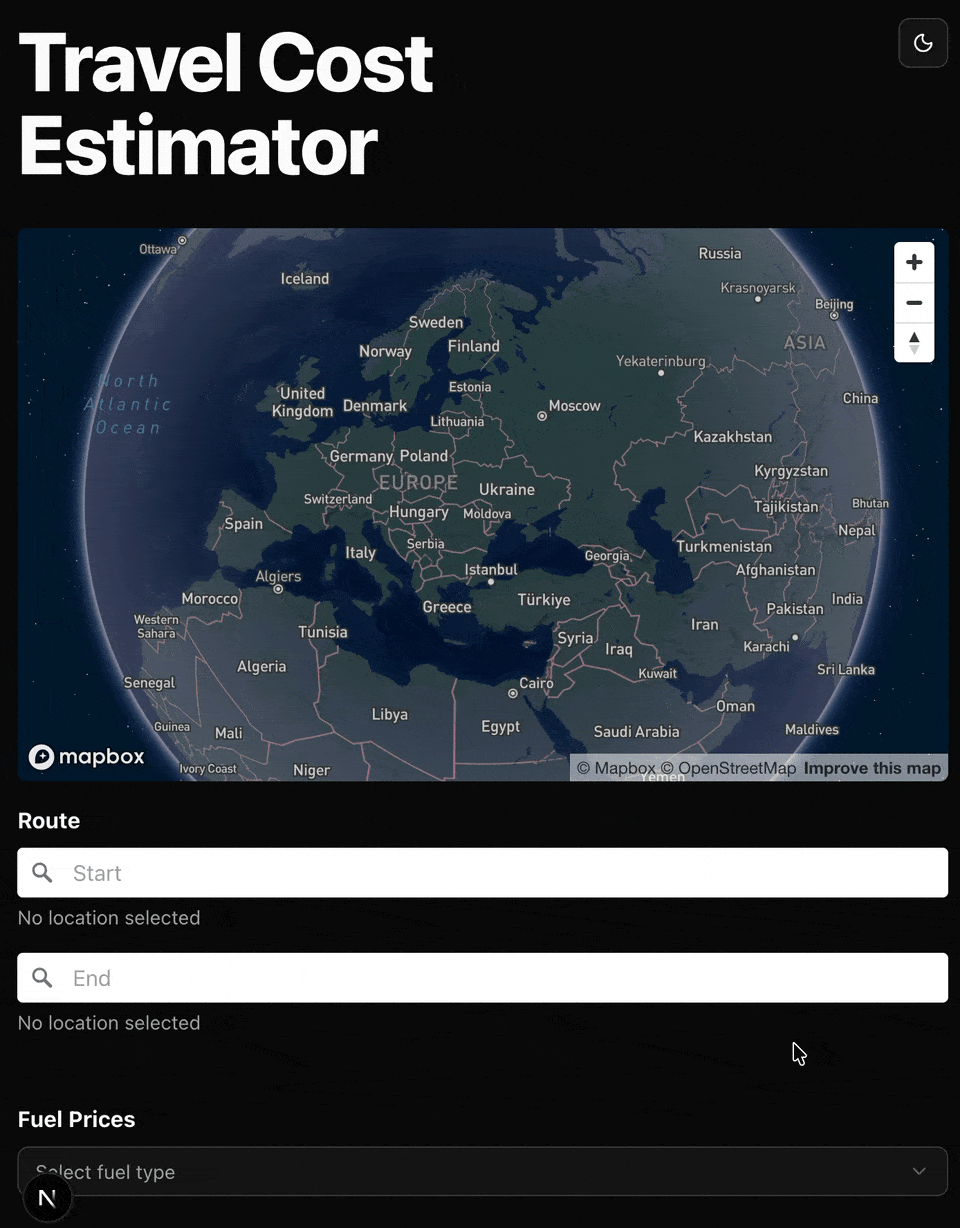 Travel Cost
Estimator
Ottawa
Iceland
Russia
Krasnoyarsk
Beijing
Sweden
Norway
Finland
ASIA
Yekaterinburg
North
Atlantic
Ocean
United
Kingdom
Denmark
Estonia
Lithuania
Moscow
China
Kazakhstan
Germany
Poland
EUROPE
Switzerland
Ukraine
Kyrgyzstan
Spain
Hungary
Moldova
Tajikistan
Bhutan
Nepal
Italy
Serbia
Georgia
Turkmenistan
Istanbul
Afghanistan
Algiers
Morocco
Greece
Türkiye
Pakistan
India
Western
Sahara
Tunisia
Syria
Iraq
Iran
Karachi
Algeria
Kuwait
Sri Lanka
Senegal
Cairo
Oman
Libya
Egypt
Saudi Arabia
Maldives
Guinea
Mali
mapbox
Ivory Coast
Niger
Yemen
© Mapbox © OpenStreetMap Improve this map
Route
Start
No location selected
End
No location selected
Fuel Prices
Select fuel type
N